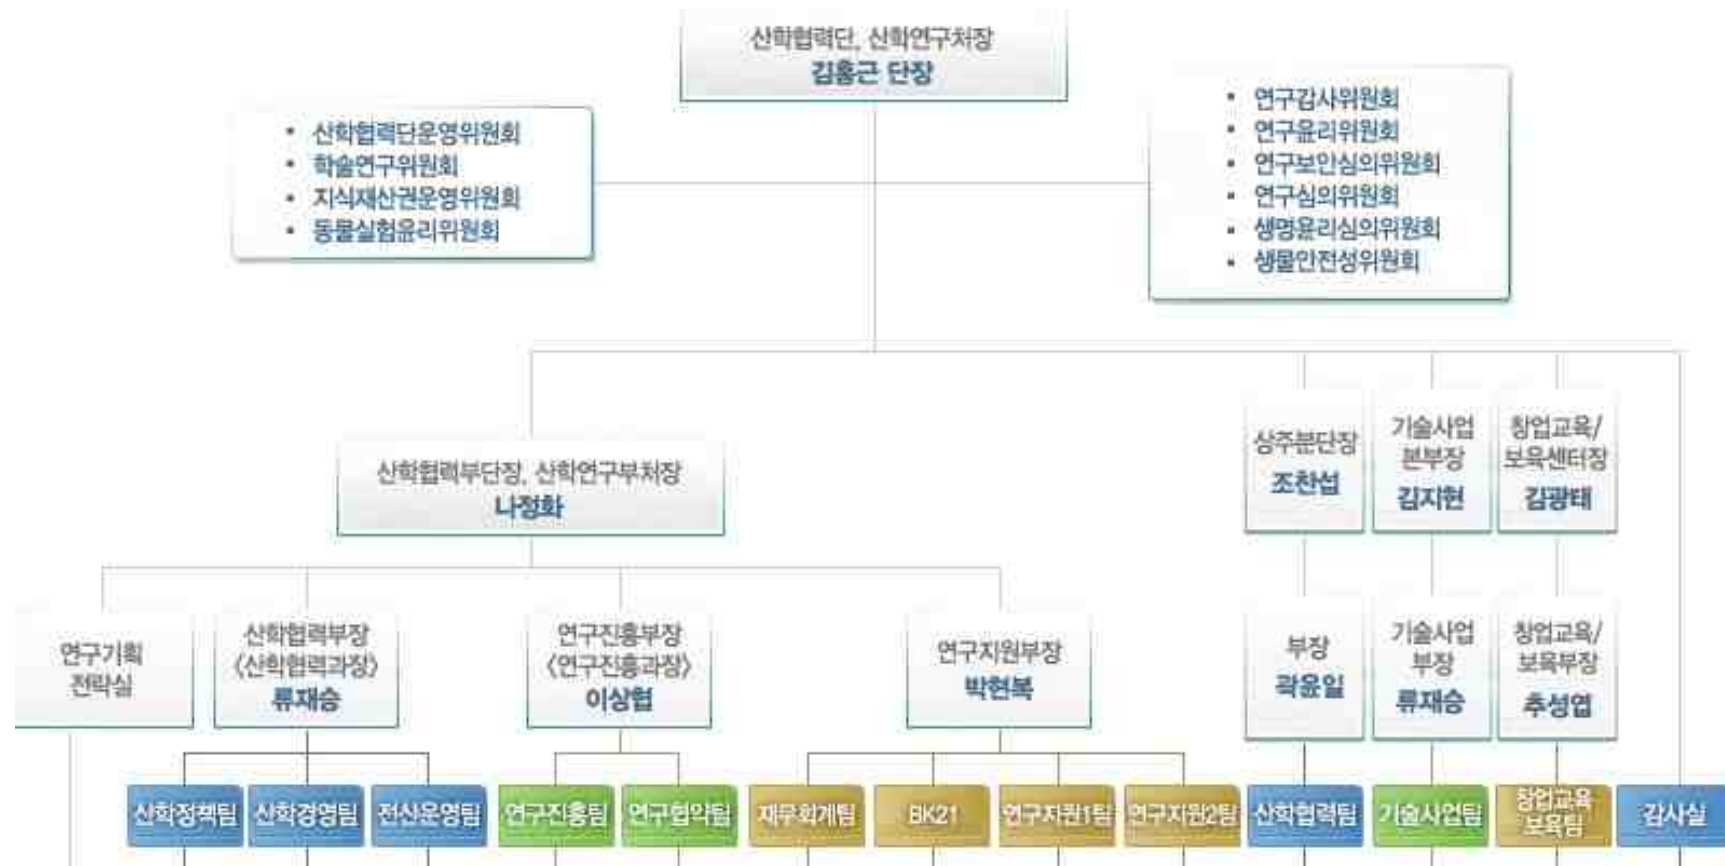 산학협력단, 산학연구처장
김홍근 단장
• 산학협력단운영위원회
• 학술연구위원회
• 지식재산권운영위원회
• 동물실험윤리위원회
• 연구감사위원회
• 연구윤리위원회
• 연구보안심의위원회
• 연구심의위원회
• 생명윤리심의위원회
• 생물안전성위원회
산학협력부단장, 산학연구부처장
나정화
상주분단장
조찬섭
기술사업
본부장
김지현
창업교육/
보육센터장
김광태
연구기획
전략실
산학협력부장
<산학협력과장>
류재승
연구진흥부장
<연구진흥과장>
이상협
연구지원부장
박현복
부장
곽윤일
기술사업
부장
류재승
창업교육/
보육부장
추성엽
산학정책팀
산학경영팀
전산운영팀
연구진흥팀
연구협약팀
재무회계팀
BK21
연구지원1팀
연구지원2팀
산학협력팀
기술사업팀
창업교육
보육팀
감사실